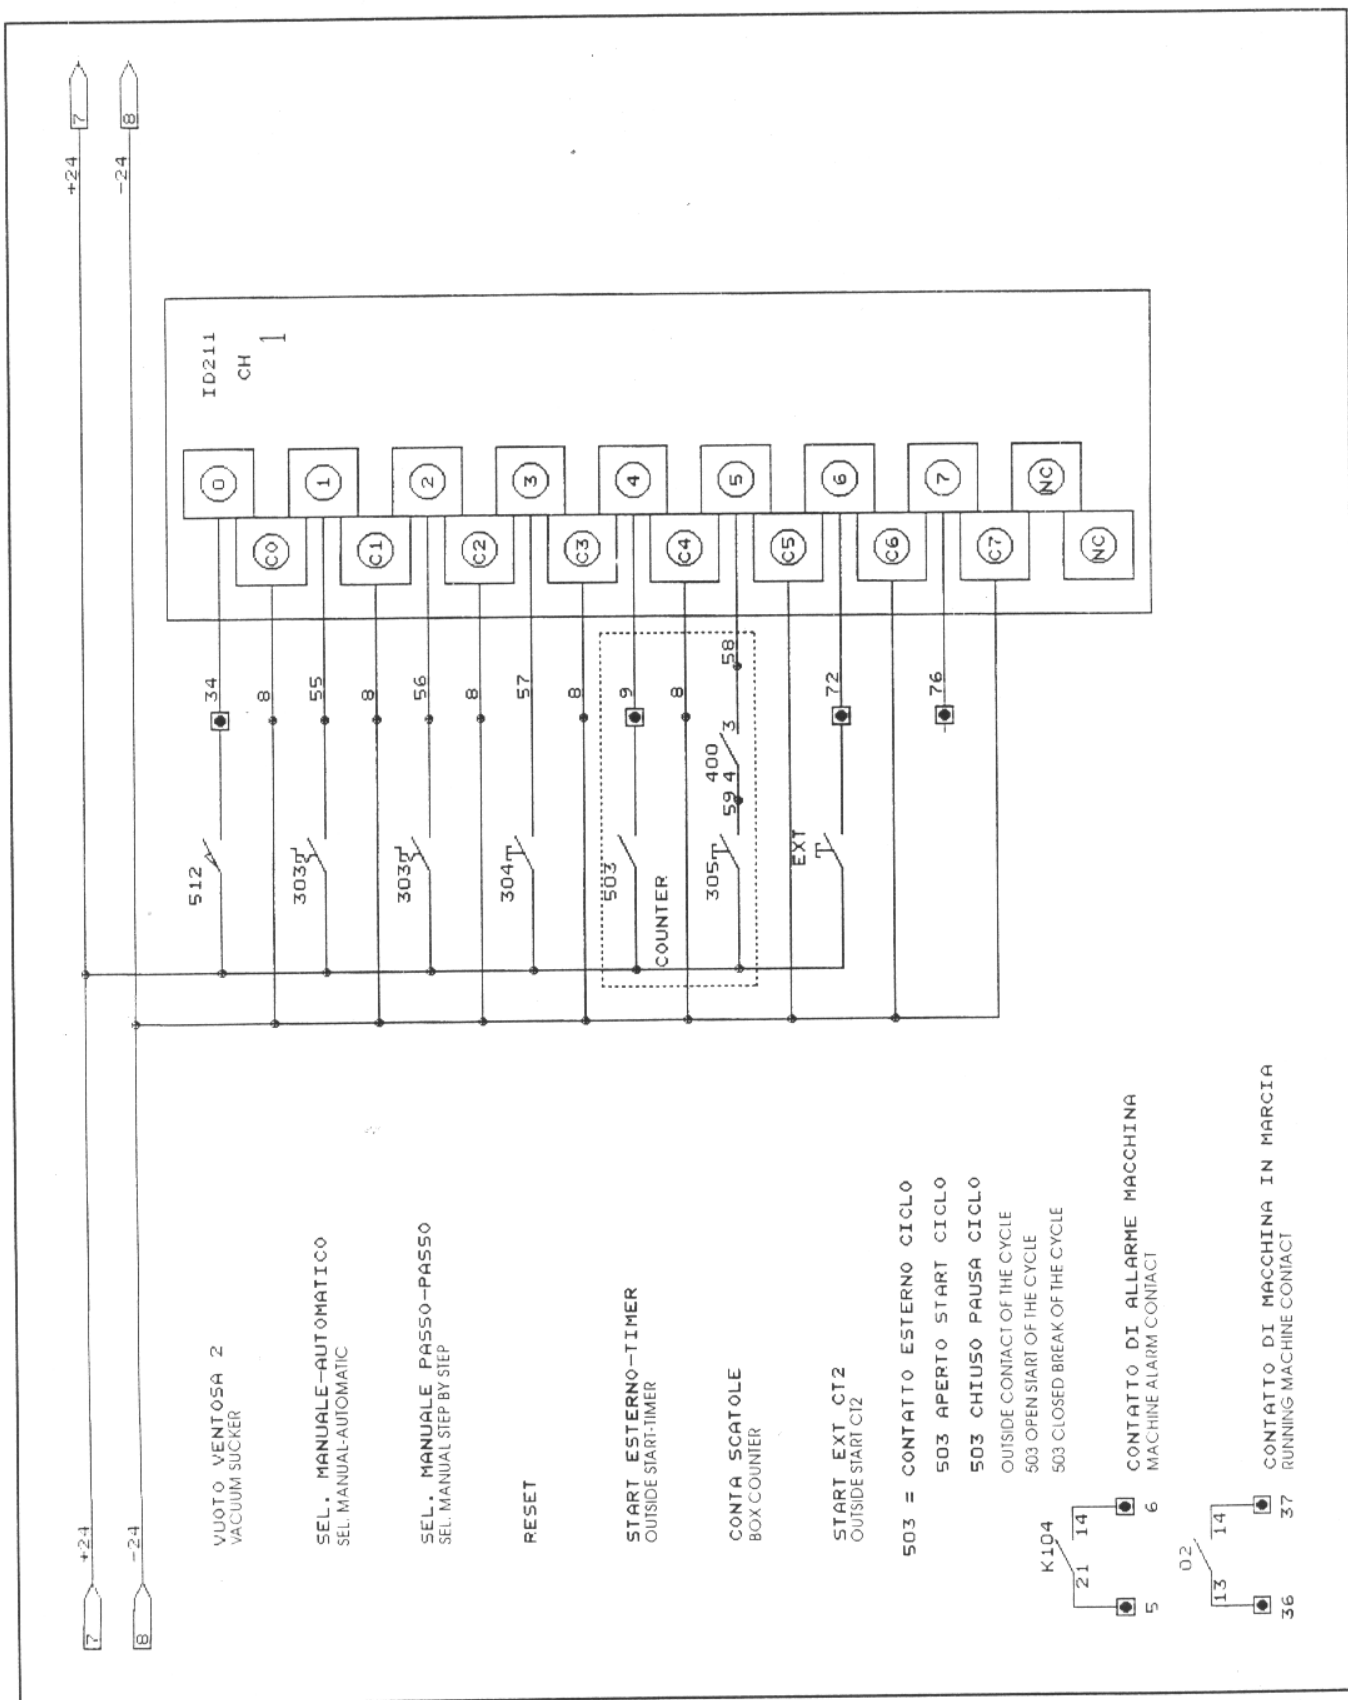 7
+24
+24
7
8
-24
-24
8
ID211
CH
1
0
1
2
3
4
5
6
7
NC
C0
C1
C2
C3
C4
C5
C6
C7
NC
34
8
55
8
56
8
57
8
9
8
58
72
76
512
303
303
304
503
305
59 4
400
3
EXT
COUNTER
VUOTO VENTOSA 2
VACUUM SUCKER
SEL. MANUALE-AUTOMATICO
SEL. MANUAL-AUTOMATIC
SEL. MANUALE PASSO-PASSO
SEL. MANUAL STEP BY STEP
RESET
START ESTERNO-TIMER
OUTSIDE START-TIMER
CONTA SCATOLE
BOX COUNTER
START EXT CT2
OUTSIDE START C12
503 = CONTATTO ESTERNO CICLO
503 APERTO START CICLO
503 CHIUSO PAUSA CICLO
OUTSIDE CONTACT OF THE CYCLE
503 OPEN START OF THE CYCLE
503 CLOSED BREAK OF THE CYCLE
K104
21 14
5 6
CONTATTO DI ALLARME MACCHINA
MACHINE ALARM CONTACT
02
13 14
36 37
CONTATTO DI MACCHINA IN MARCIA
RUNNING MACHINE CONTACT